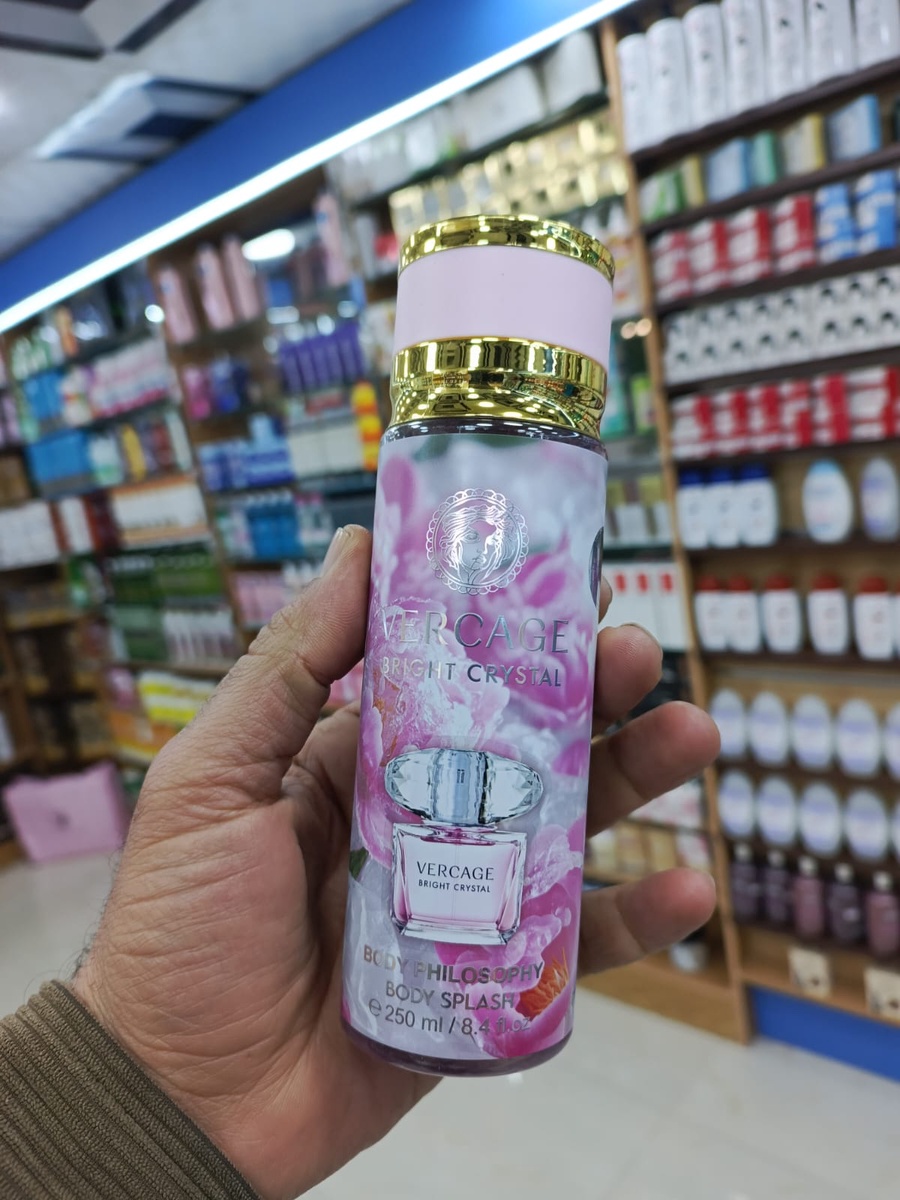 VERCAGE
BRIGHT CRYSTAL
VERCAGE
BRIGHT CRYSTAL
BODY PHILOSOPHY
BODY SPLASH
℮ 250 ml / 8.4 fl.oz